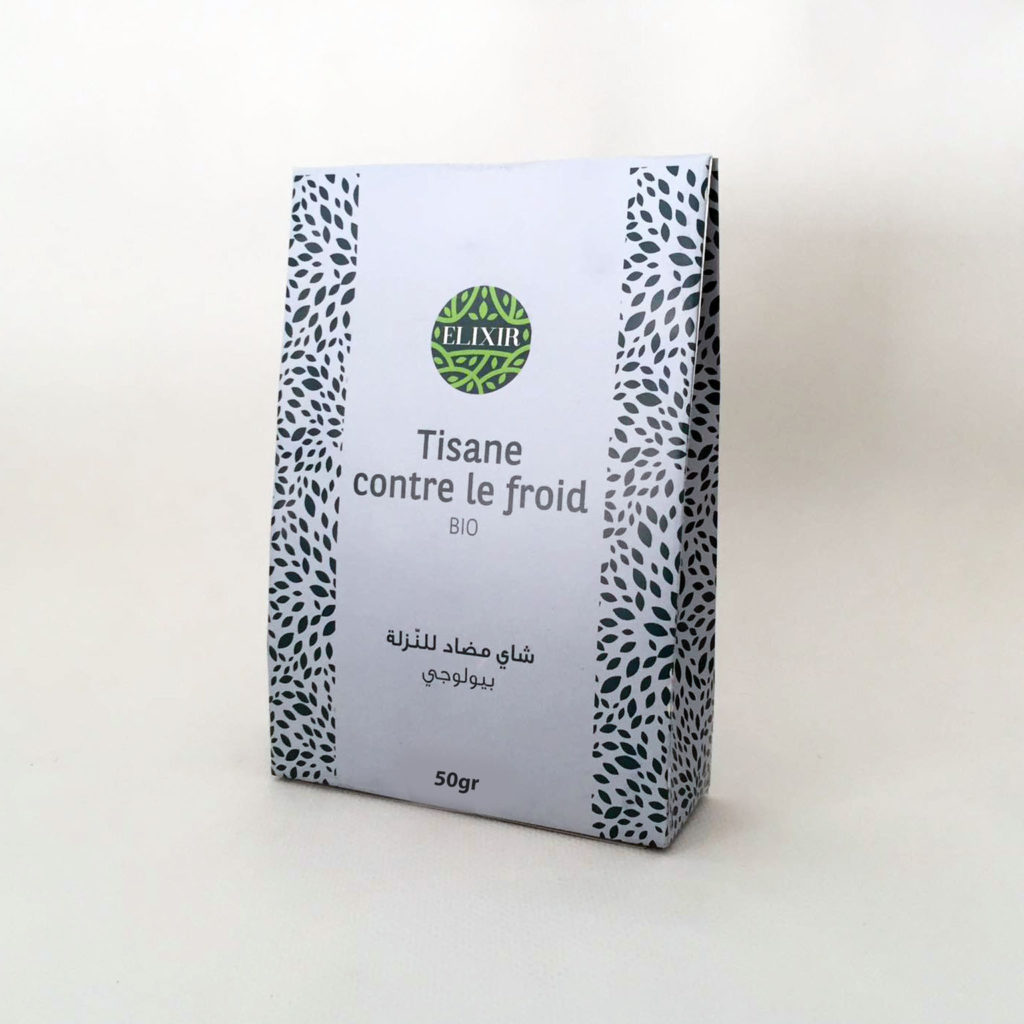 ELIXIR
Tisane
contre le froid
BIO
شاي مضاد للنّزلة
بيولوجي
50gr